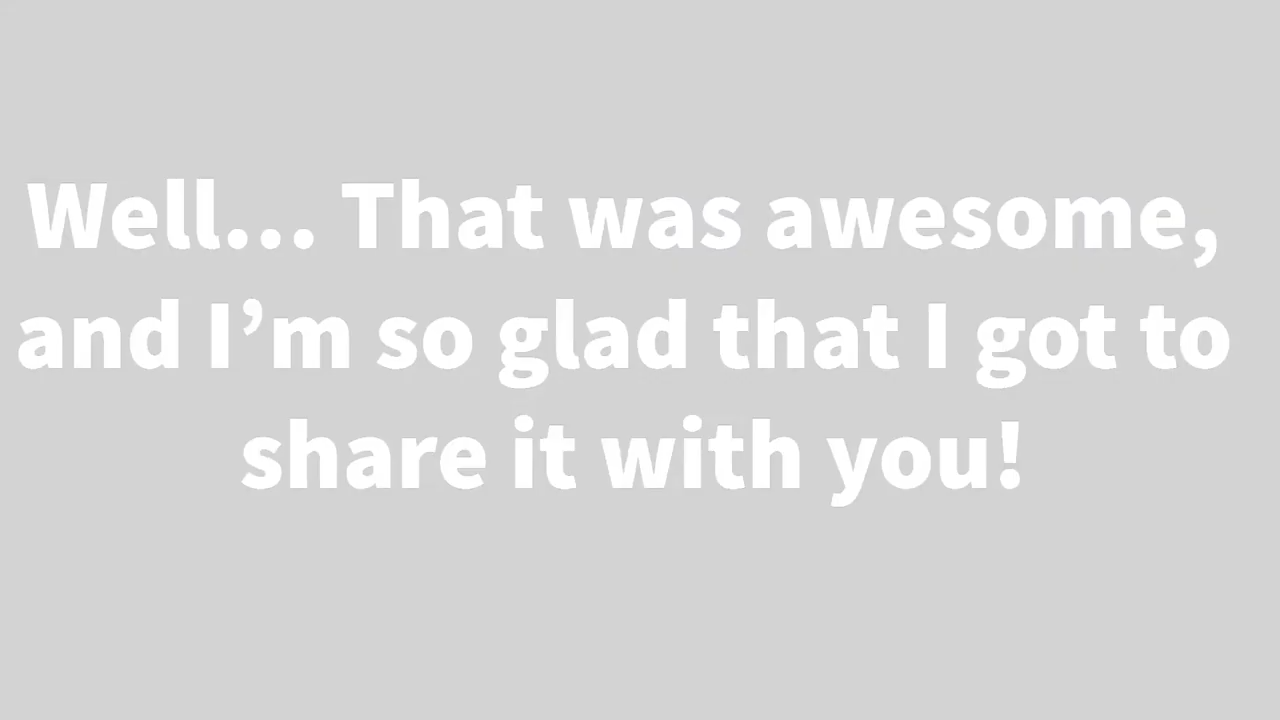 Well... That was awesome,
and I’m so glad that I got to
share it with you!